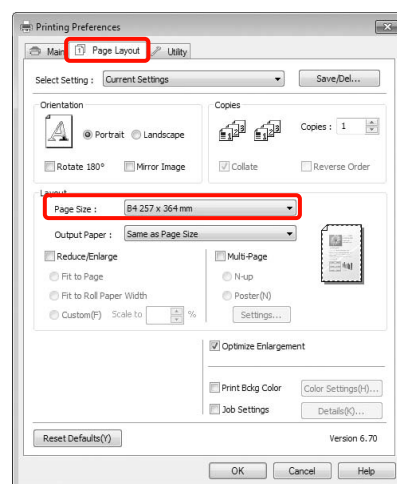 Printing Preferences
Main Page Layout Utility
Select Setting : Current Settings Save/Del...
Orientation Copies
Portrait Landscape Copies : 1
Rotate 180° Mirror Image Collate Reverse Order
Layout
Page Size : B4 257 x 364 mm
Output Paper : Same as Page Size
Reduce/Enlarge Multi-Page
Fit to Page N-up
Fit to Roll Paper Width Poster(N)
Custom(F) Scale to % Settings...
Optimize Enlargement
Print Bckg Color Color Settings(H)...
Job Settings Details(K)...
Reset Defaults(Y) Version 6.70
OK Cancel Help